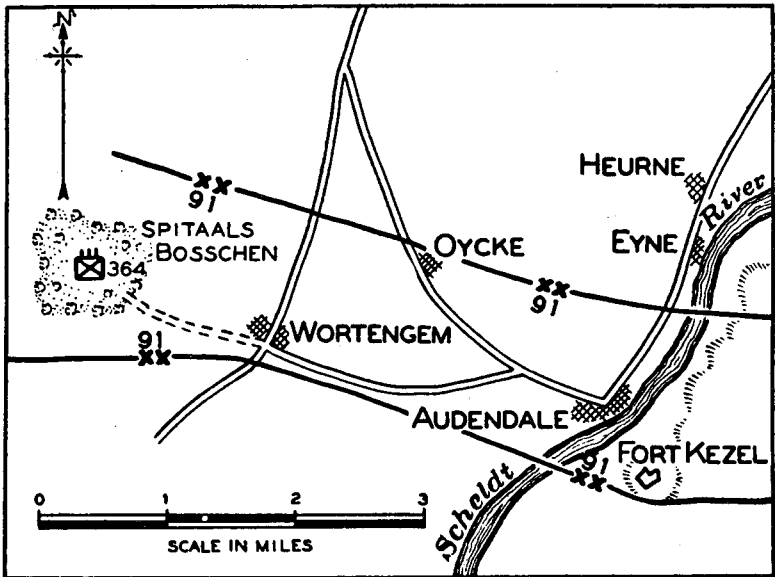 N
HEURNE
River
91
SPITAALS
BOSSCHEN
EYNE
OYCKE
364
91
WORTENGEM
91
AUDENDALE
FORT KEZEL
91
Scheldt
0 1 2 3
SCALE IN MILES